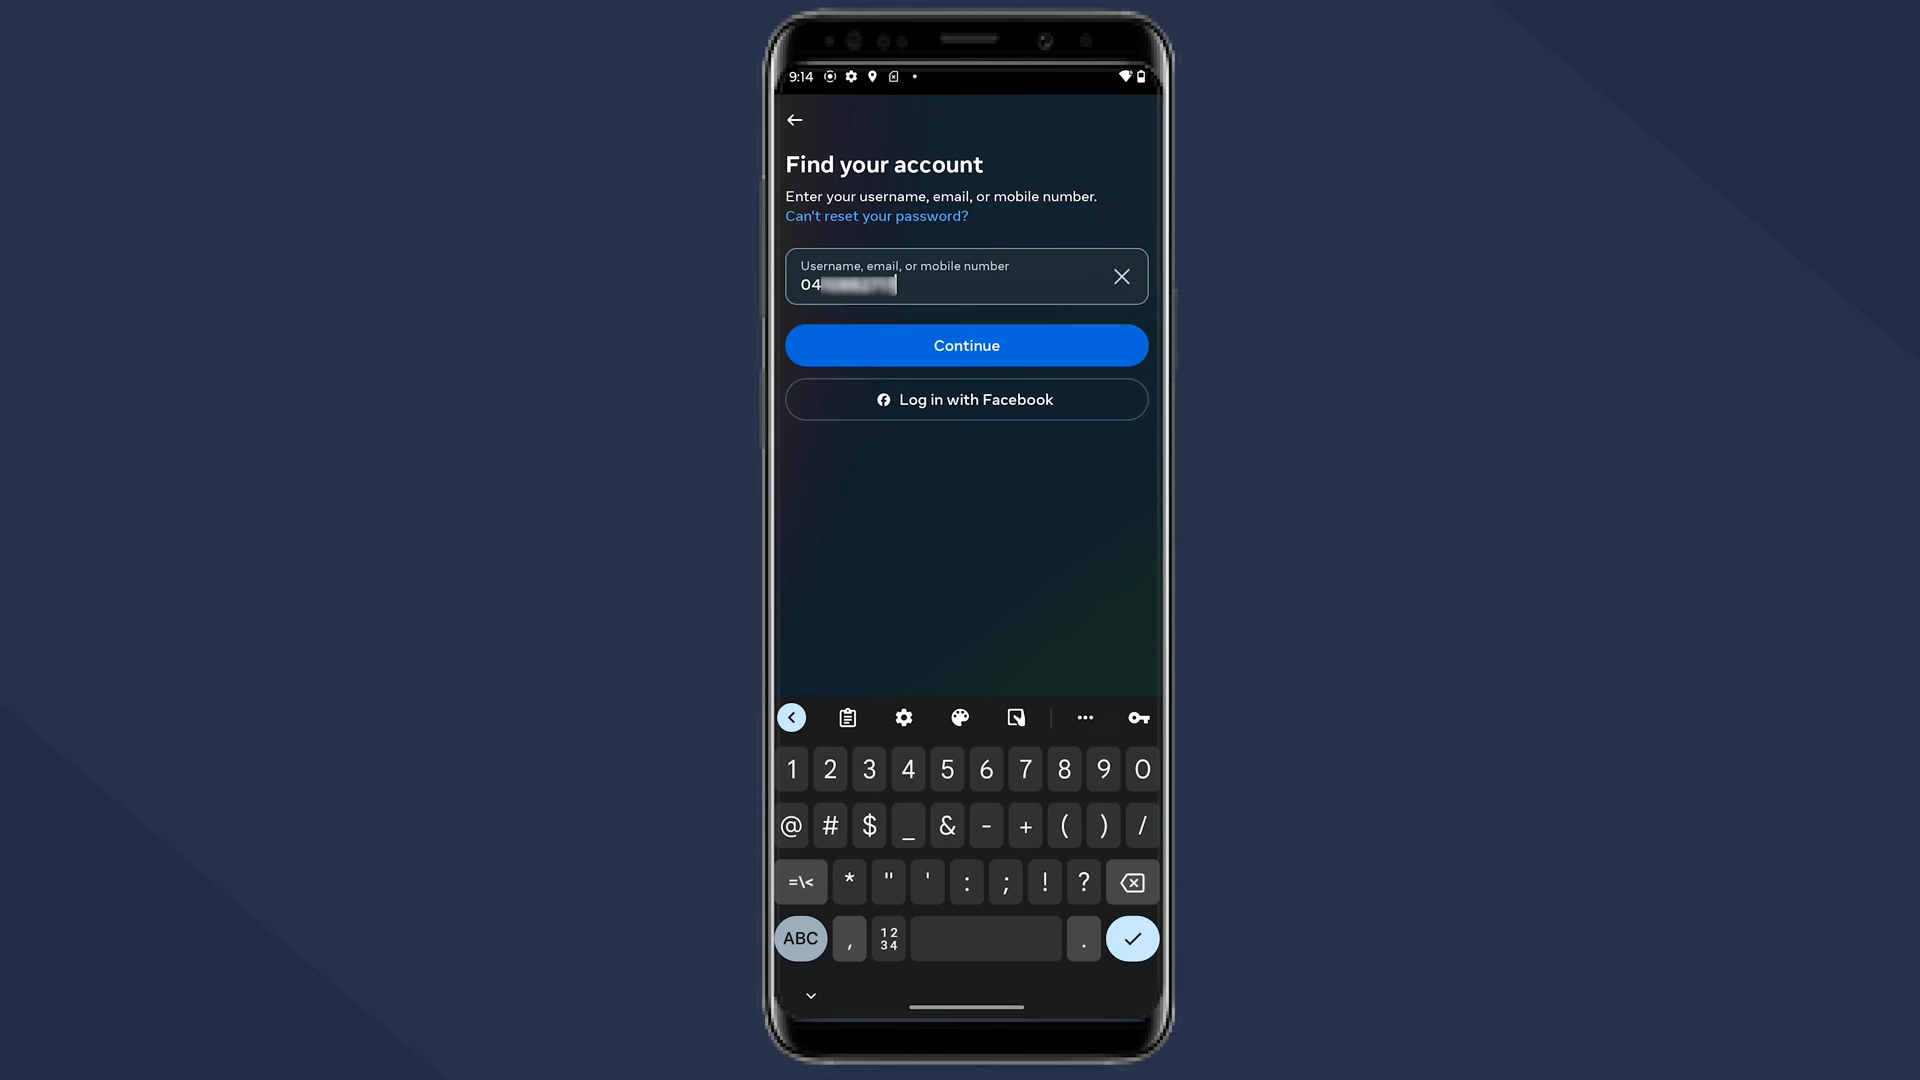 9:14
Find your account
Enter your username, email, or mobile number.
Can't reset your password?
Username, email, or mobile number
04
Continue
Log in with Facebook
1 2 3 4 5 6 7 8 9 0
@ # $ _ & - + ( ) /
=\< * " ' : ; ! ?
ABC , 12 .
34